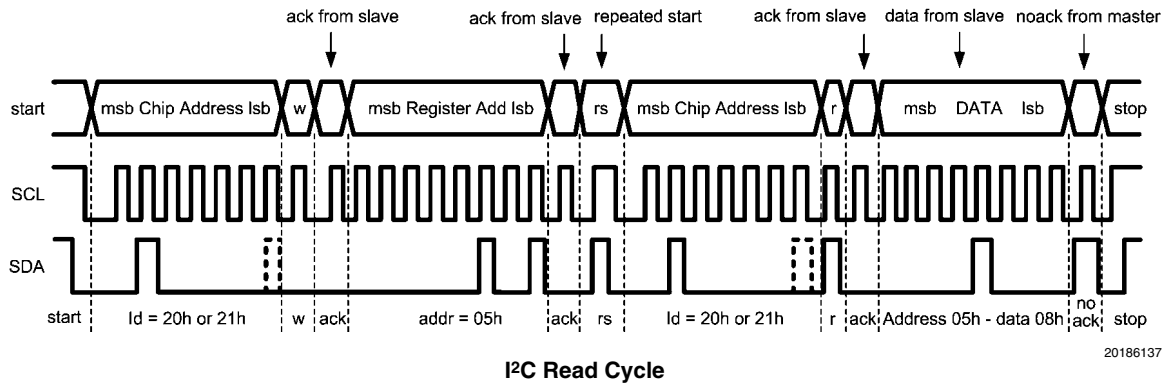 ack from slave ack from slave repeated start ack from slave data from slave noack from master
start msb Chip Address lsb w msb Register Add lsb rs msb Chip Address lsb r msb DATA lsb stop
SCL
SDA
start Id = 20h or 21h w ack addr = 05h ack rs Id = 20h or 21h r ack Address 05h - data 08h no ack stop
20186137
I²C Read Cycle